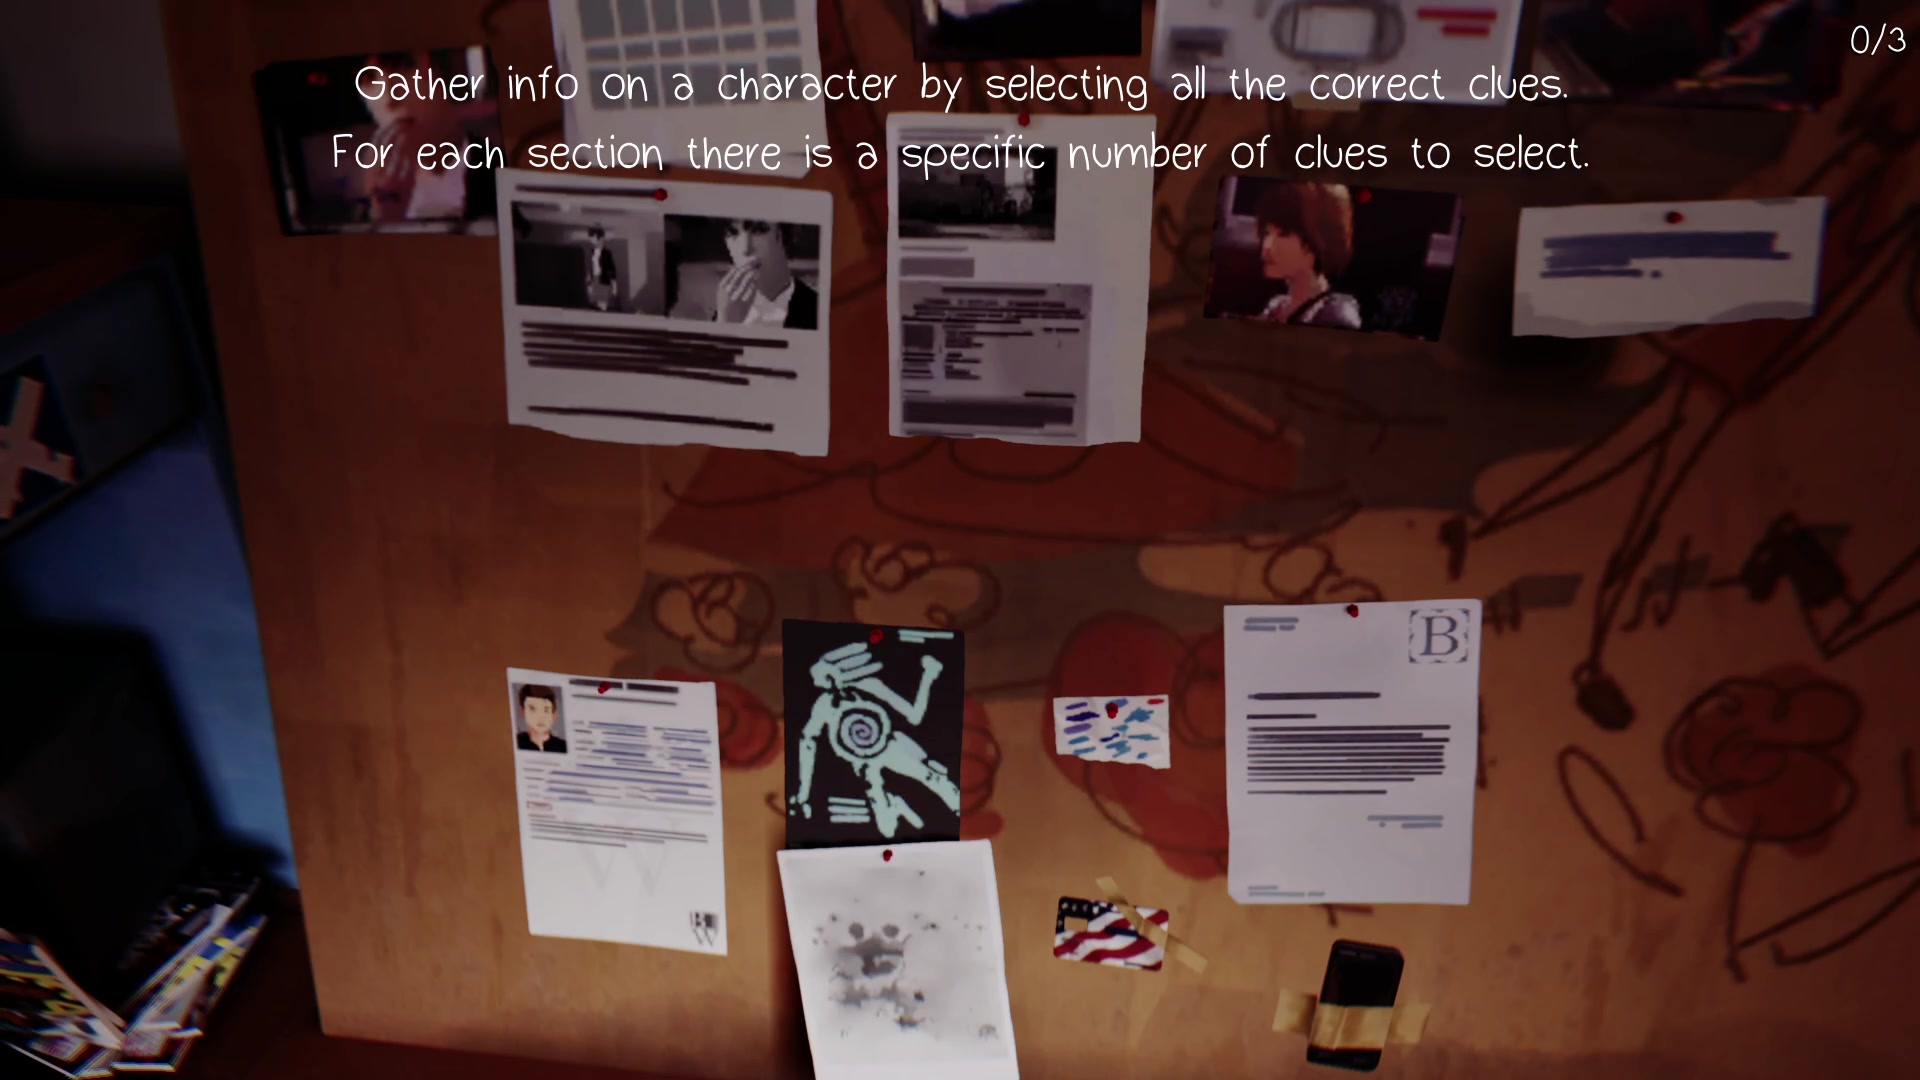 0/3
Gather info on a character by selecting all the correct clues.
For each section there is a specific number of clues to select.
B